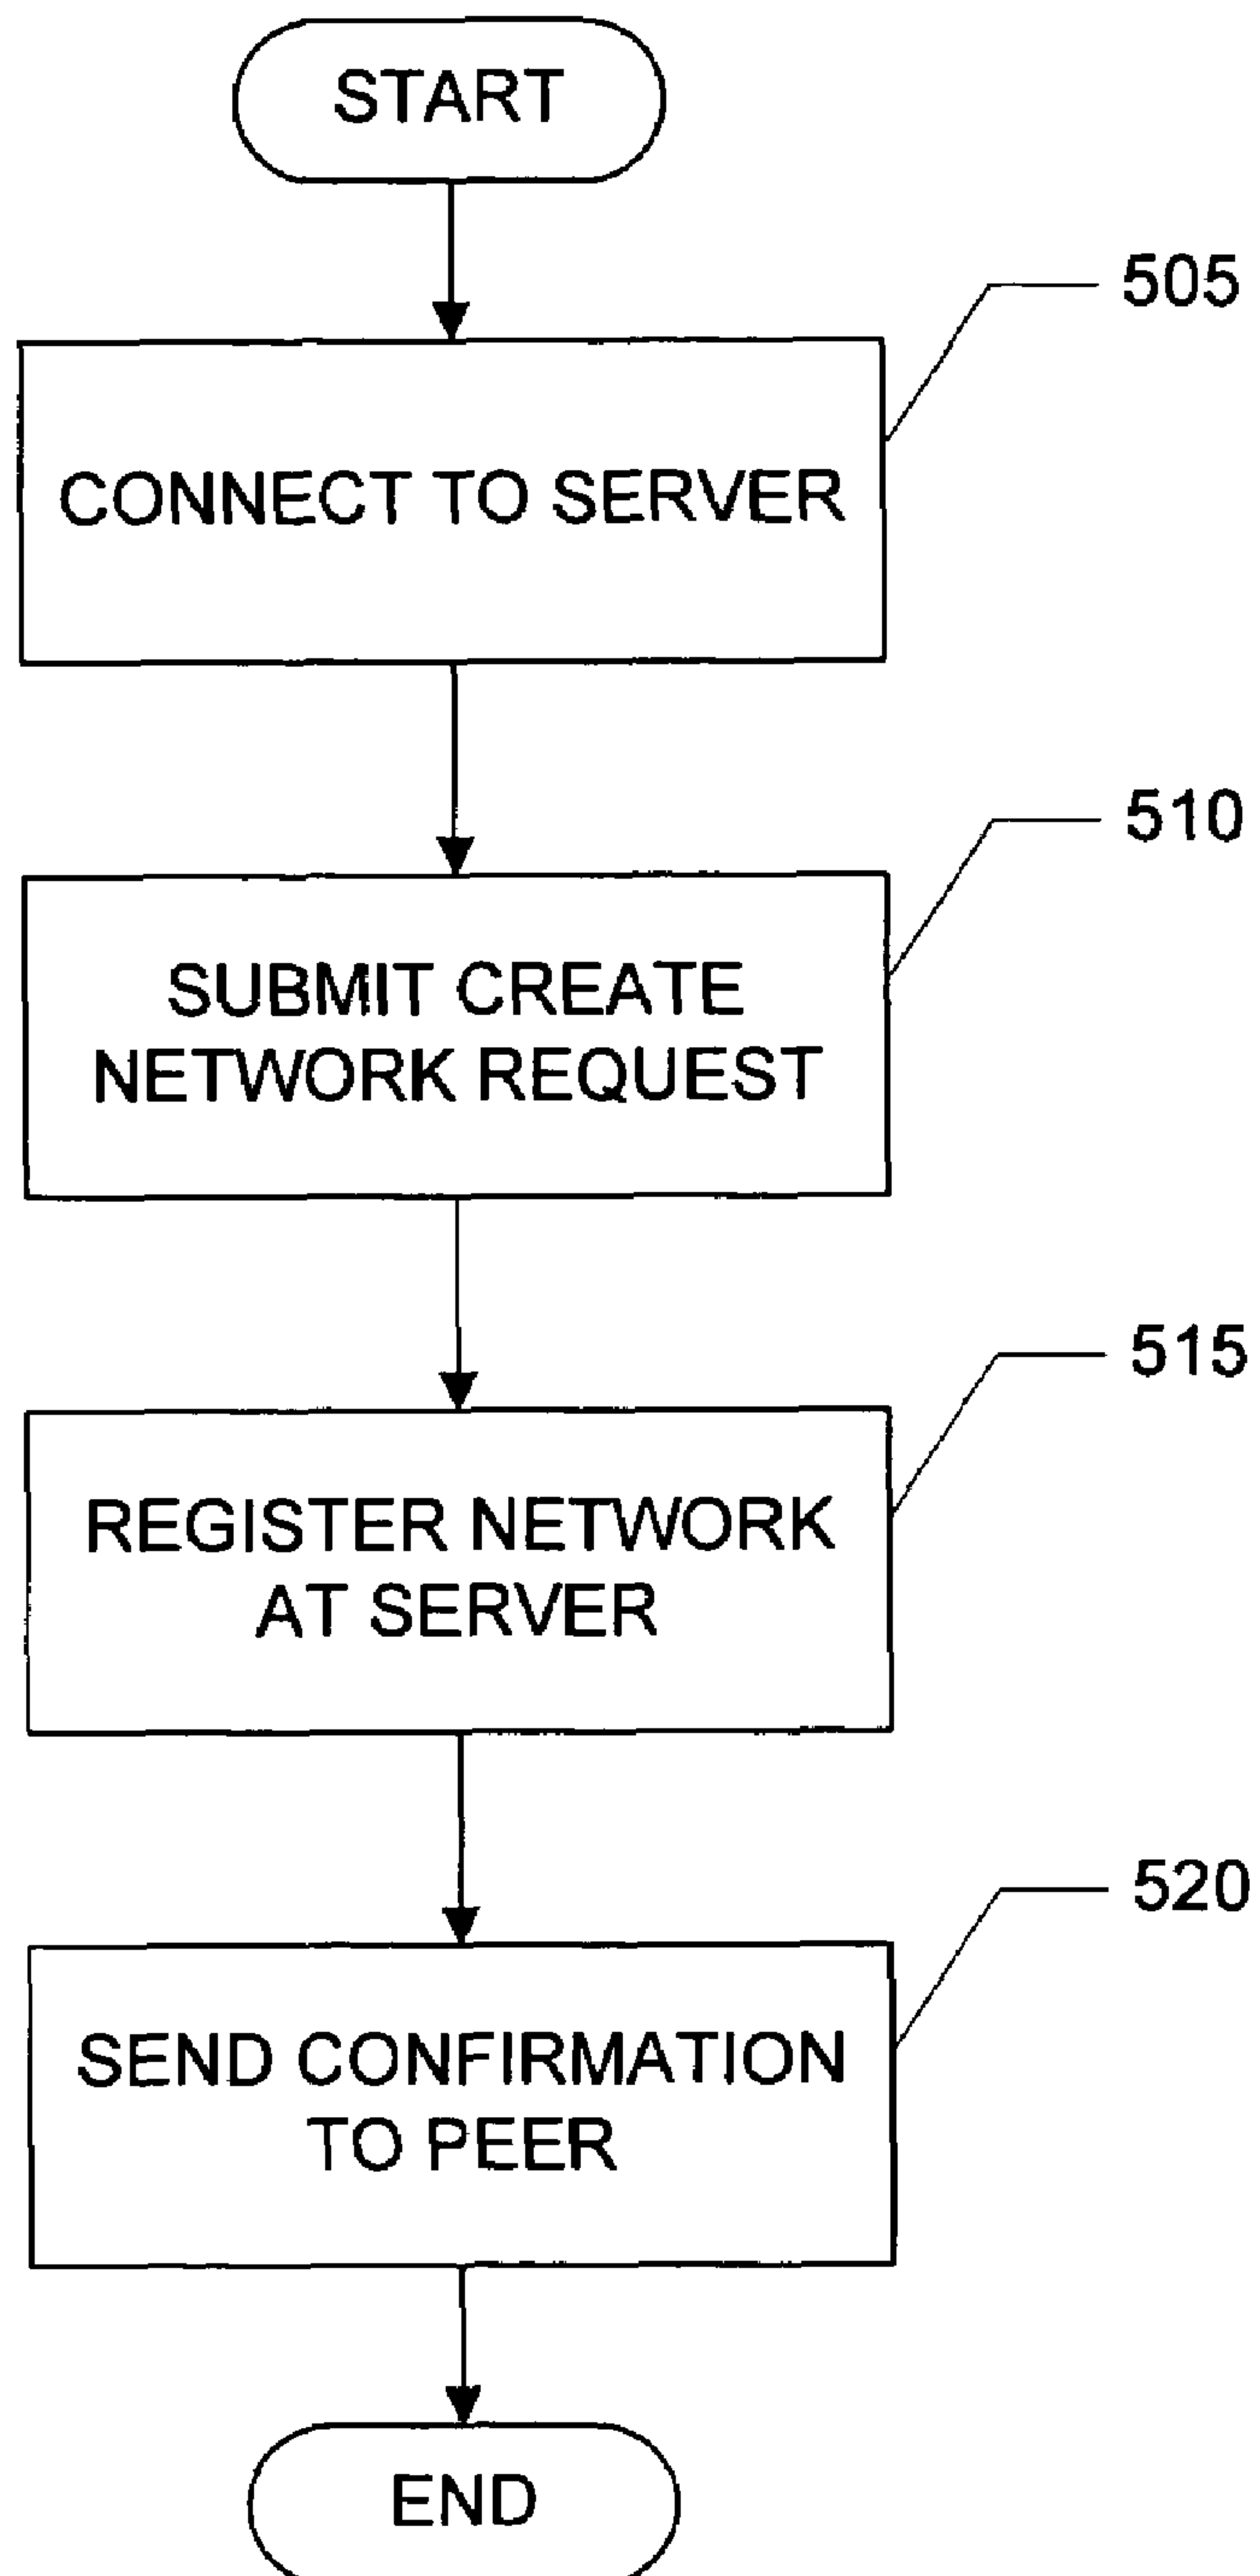 START
505
CONNECT TO SERVER
510
SUBMIT CREATE
NETWORK REQUEST
515
REGISTER NETWORK
AT SERVER
520
SEND CONFIRMATION
TO PEER
END